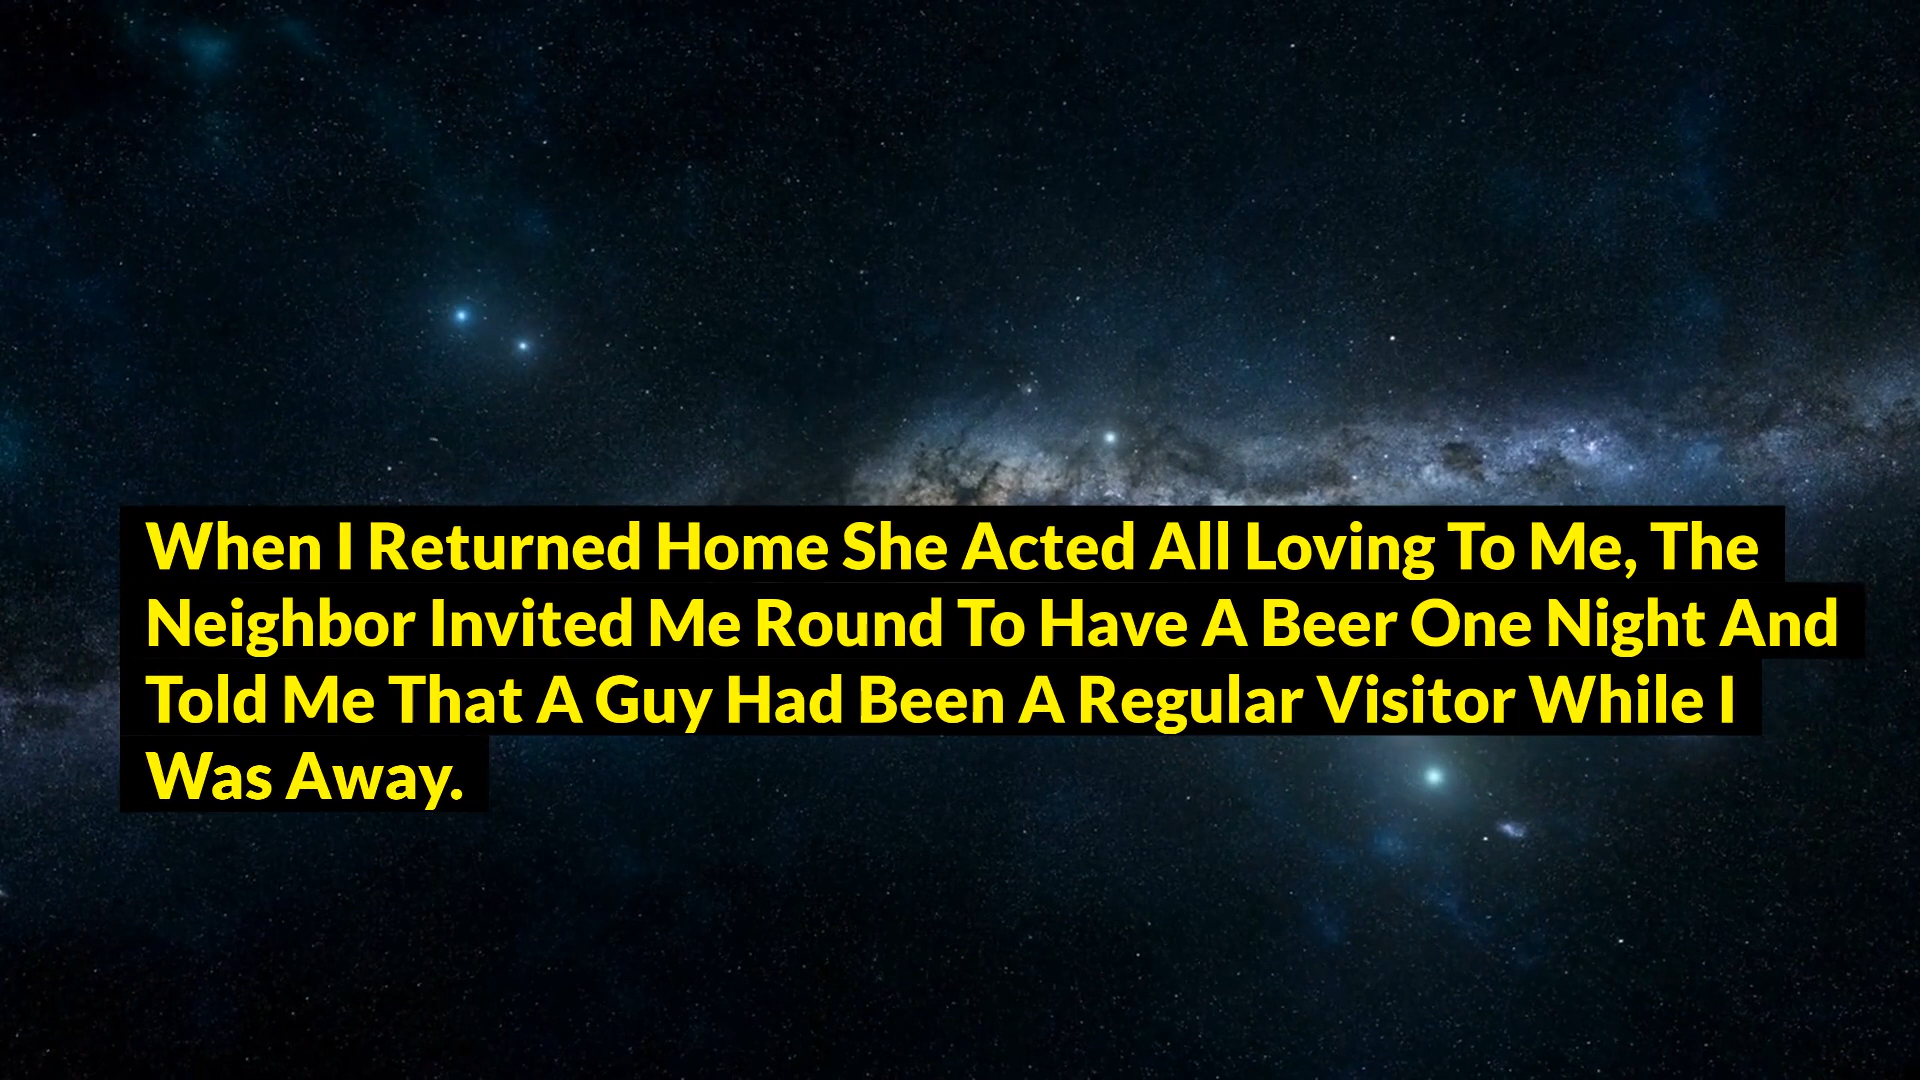 When I Returned Home She Acted All Loving To Me, The
Neighbor Invited Me Round To Have A Beer One Night And
Told Me That A Guy Had Been A Regular Visitor While I
Was Away.